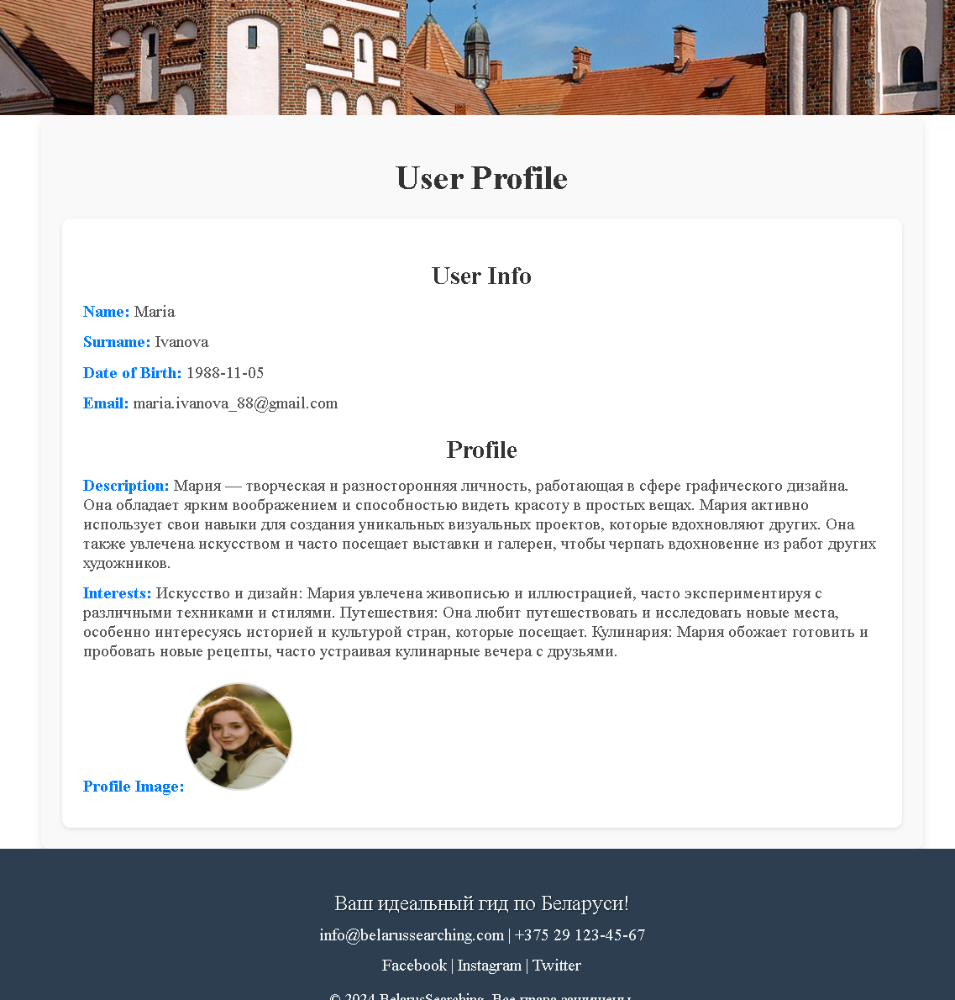 User Profile
User Info
Name: Maria
Surname: Ivanova
Date of Birth: 1988-11-05
Email: maria.ivanova_88@gmail.com
Profile
Description: Мария — творческая и разносторонняя личность, работающая в сфере графического дизайна.
Она обладает ярким воображением и способностью видеть красоту в простых вещах. Мария активно
использует свои навыки для создания уникальных визуальных проектов, которые вдохновляют других. Она
также увлечена искусством и часто посещает выставки и галереи, чтобы черпать вдохновение из работ других
художников.
Interests: Искусство и дизайн: Мария увлечена живописью и иллюстрацией, часто экспериментируя с
различными техниками и стилями. Путешествия: Она любит путешествовать и исследовать новые места,
особенно интересуясь историей и культурой стран, которые посещает. Кулинария: Мария обожает готовить и
пробовать новые рецепты, часто устраивая кулинарные вечера с друзьями.
Profile Image:
Ваш идеальный гид по Беларуси!
info@belarussearching.com | +375 29 123-45-67
Facebook | Instagram | Twitter
© 2024 BelarusSearching. Все права защищены.